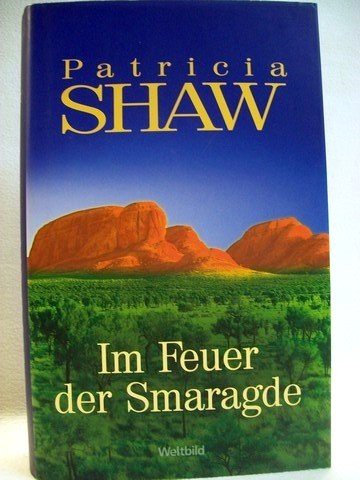 Patricia
SHAW
Im Feuer
der Smaragde
Weltbild